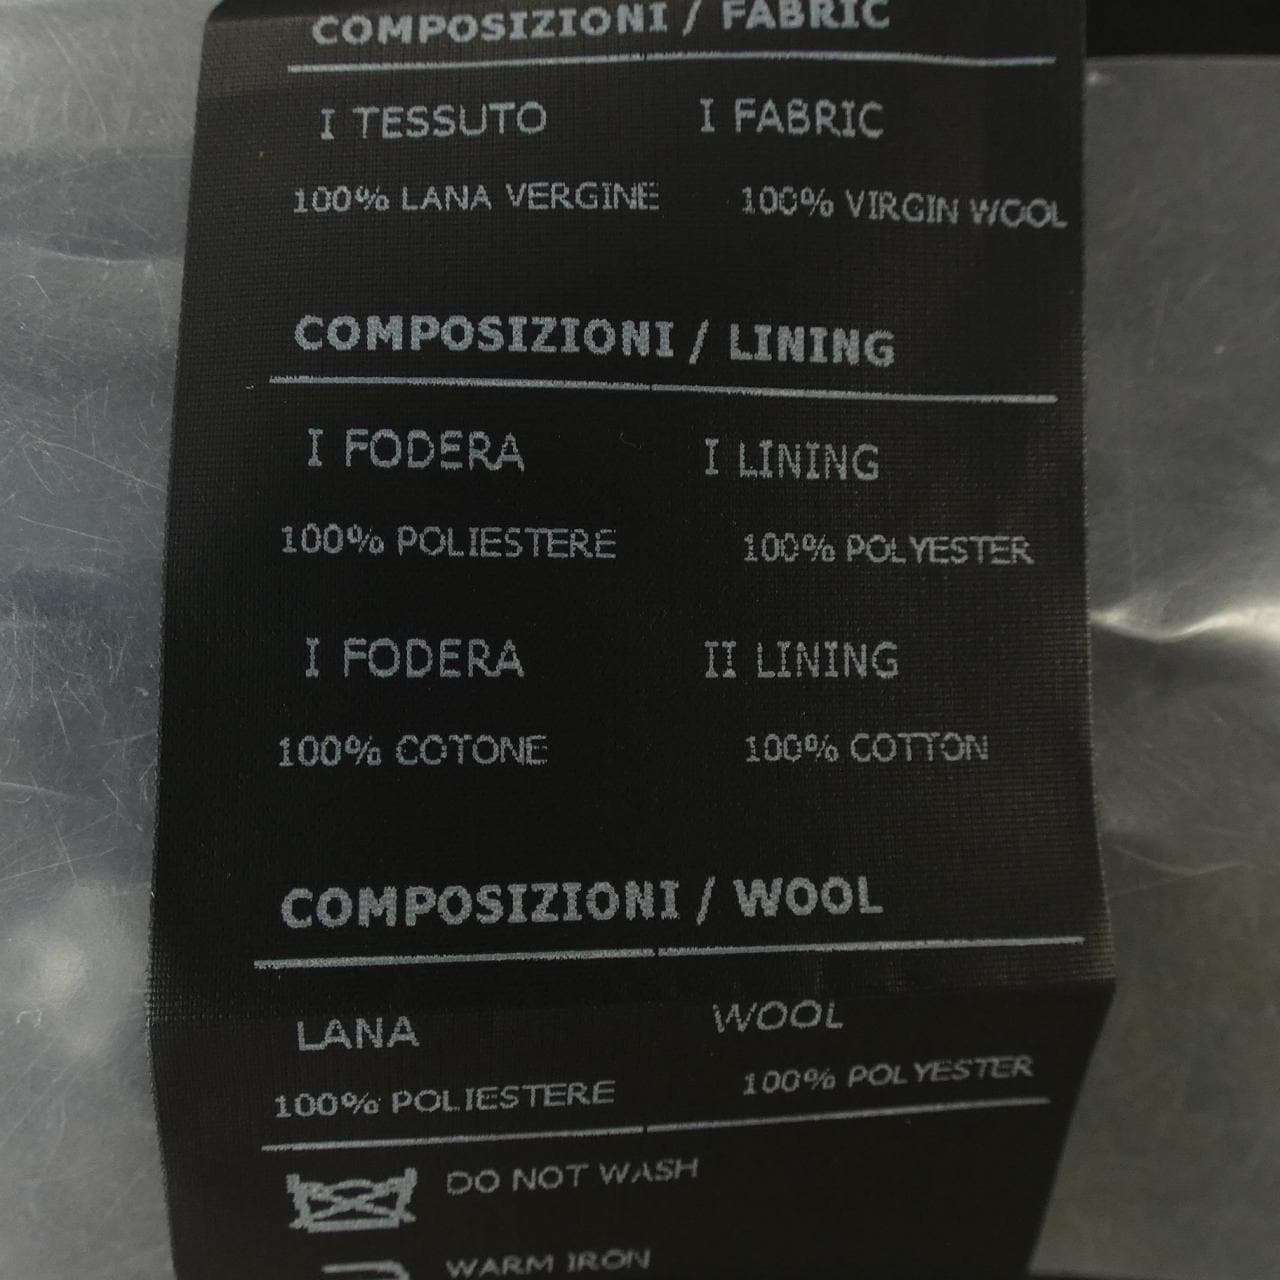 COMPOSIZIONI / FABRIC
I TESSUTO I FABRIC
100% LANA VERGINE 100% VIRGIN WOOL
COMPOSIZIONI / LINING
I FODERA I LINING
100% POLIESTERE 100% POLYESTER
I FODERA II LINING
100% COTONE 100% COTTON
COMPOSIZIONI / WOOL
LANA WOOL
100% POLIESTERE 100% POLYESTER
DO NOT WASH
WARM IRON